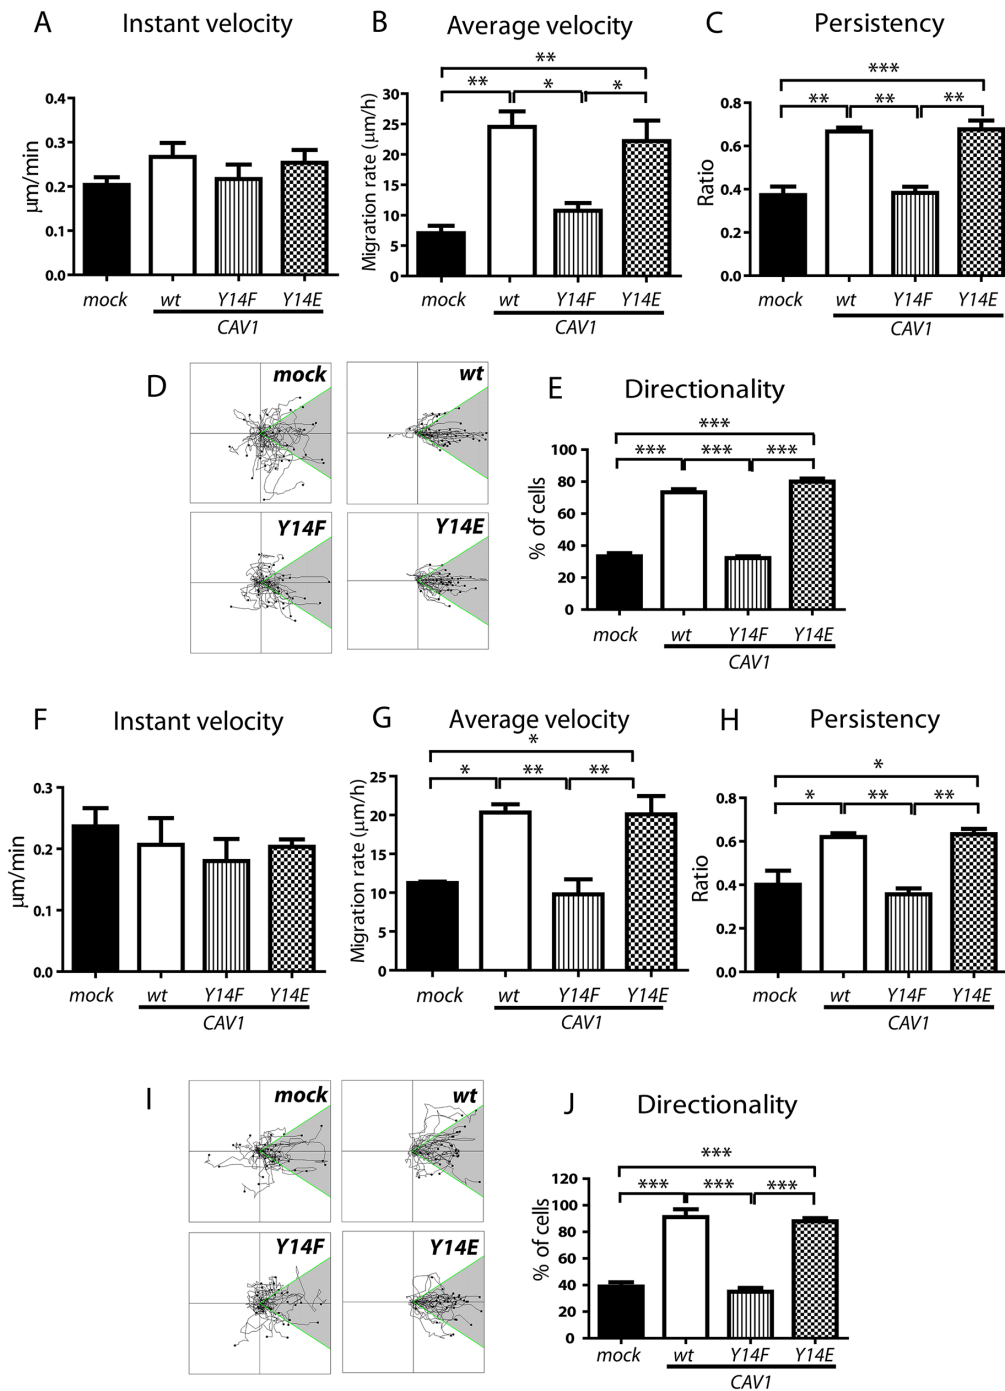 A Instant velocity
μm/min
0.4
0.3
0.2
0.1
0.0
mock wt Y14F Y14E
CAV1
B Average velocity
**
** * *
Migration rate (μm/h)
30
25
20
15
10
5
0
mock wt Y14F Y14E
CAV1
C Persistency
***
** ** **
Ratio
0.8
0.6
0.4
0.2
0.0
mock wt Y14F Y14E
CAV1
D
mock wt
Y14F Y14E
E Directionality
***
*** *** ***
% of cells
100
80
60
40
20
0
mock wt Y14F Y14E
CAV1
F Instant velocity
μm/min
0.3
0.2
0.1
0.0
mock wt Y14F Y14E
CAV1
G Average velocity
*
* ** **
Migration rate (μm/h)
25
20
15
10
5
0
mock wt Y14F Y14E
CAV1
H Persistency
*
* ** **
Ratio
0.8
0.6
0.4
0.2
0.0
mock wt Y14F Y14E
CAV1
I
mock wt
Y14F Y14E
J Directionality
***
*** *** ***
% of cells
120
100
80
60
40
20
0
mock wt Y14F Y14E
CAV1